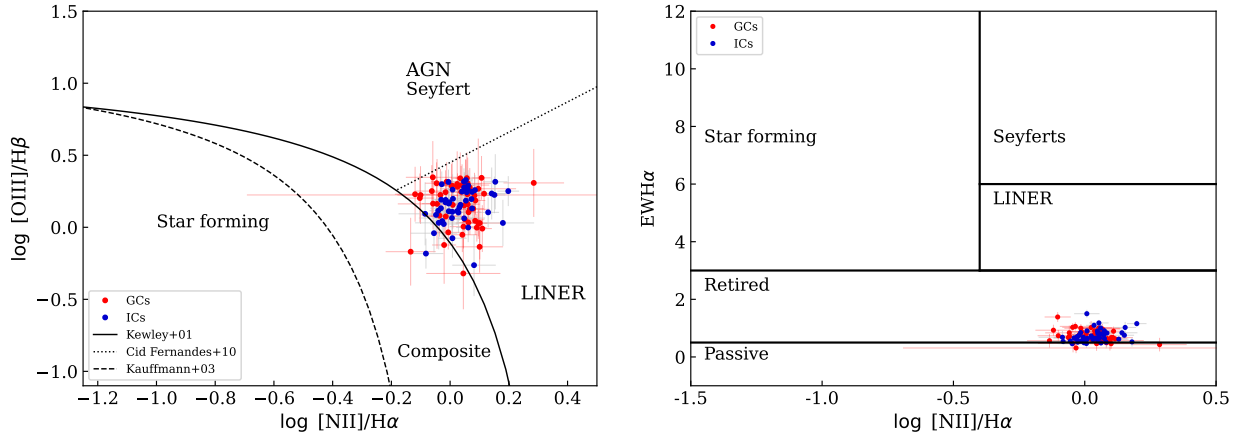 1.5
1.0
0.5
0.0
−0.5
−1.0
log [OIII]/Hβ
AGN
Seyfert
Star forming
LINER
Composite
GCs
ICs
Kewley+01
Cid Fernandes+10
Kauffmann+03
−1.2 −1.0 −0.8 −0.6 −0.4 −0.2 0.0 0.2 0.4
log [NII]/Hα
12
10
8
6
4
2
0
EWHα
GCs
ICs
Star forming
Seyferts
LINER
Retired
Passive
-1.5 -1.0 -0.5 0.0 0.5
log [NII]/Hα